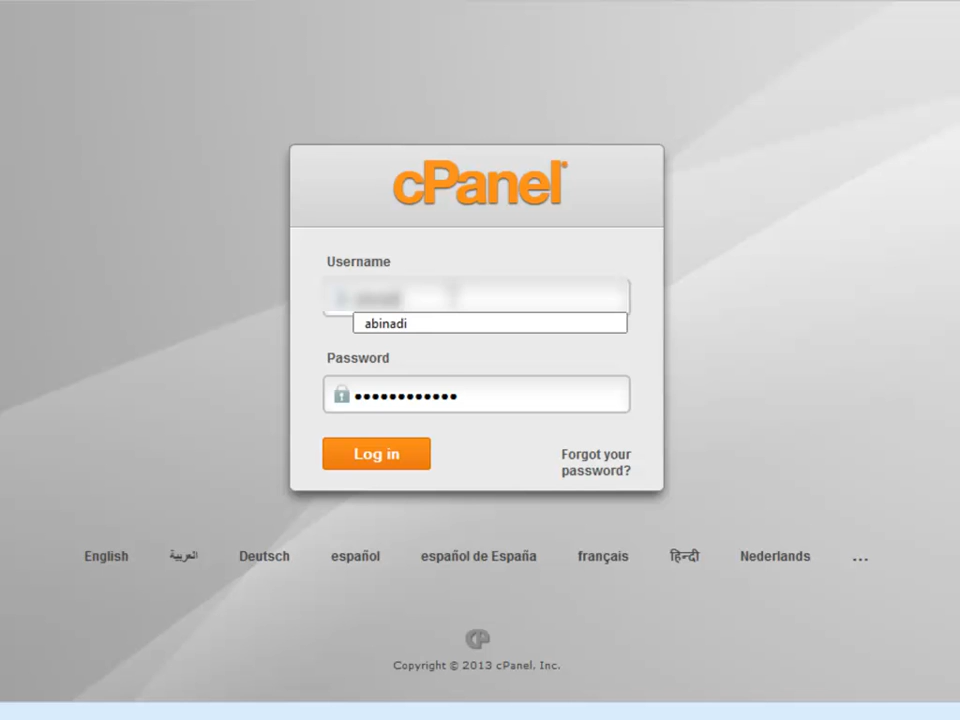 cPanel
Username
abinadi
Password
Log in
Forgot your
password?
English العربية Deutsch español español de España français हिन्दी Nederlands ...
cP
Copyright © 2013 cPanel, Inc.